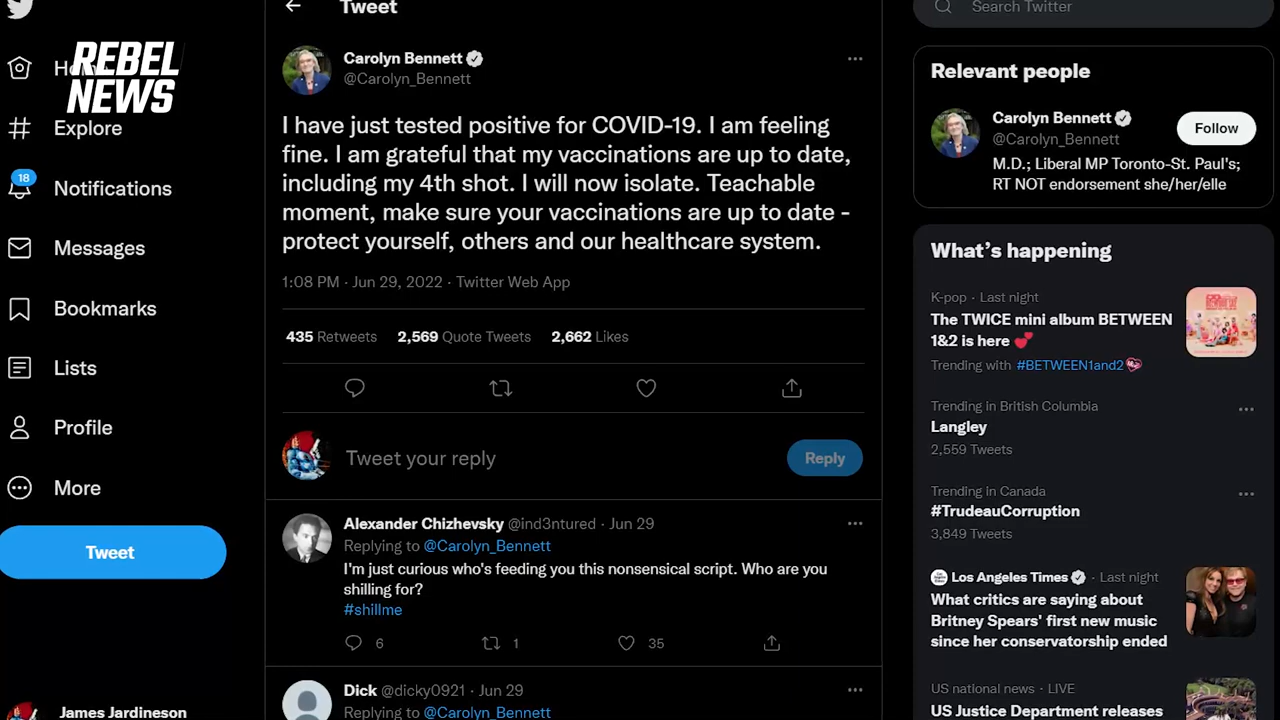 REBEL
NEWS
Home
Explore
18
Notifications
Messages
Bookmarks
Lists
Profile
More
Tweet
James Jardineson
Tweet
Carolyn Bennett
@Carolyn_Bennett
I have just tested positive for COVID-19. I am feeling
fine. I am grateful that my vaccinations are up to date,
including my 4th shot. I will now isolate. Teachable
moment, make sure your vaccinations are up to date -
protect yourself, others and our healthcare system.
1:08 PM · Jun 29, 2022 · Twitter Web App
435 Retweets 2,569 Quote Tweets 2,662 Likes
Tweet your reply
Reply
Alexander Chizhevsky @ind3ntured · Jun 29
Replying to @Carolyn_Bennett
I'm just curious who's feeding you this nonsensical script. Who are you
shilling for?
#shillme
6 1 35
Dick @dicky0921 · Jun 29
Replying to @Carolyn_Bennett
Search Twitter
Relevant people
Carolyn Bennett
@Carolyn_Bennett
Follow
M.D.; Liberal MP Toronto-St. Paul's;
RT NOT endorsement she/her/elle
What's happening
K-pop · Last night
The TWICE mini album BETWEEN
1&2 is here 💕
Trending with #BETWEEN1and2
Trending in British Columbia
Langley
2,559 Tweets
Trending in Canada
#TrudeauCorruption
3,849 Tweets
Los Angeles Times · Last night
What critics are saying about
Britney Spears' first new music
since her conservatorship ended
US national news · LIVE
US Justice Department releases